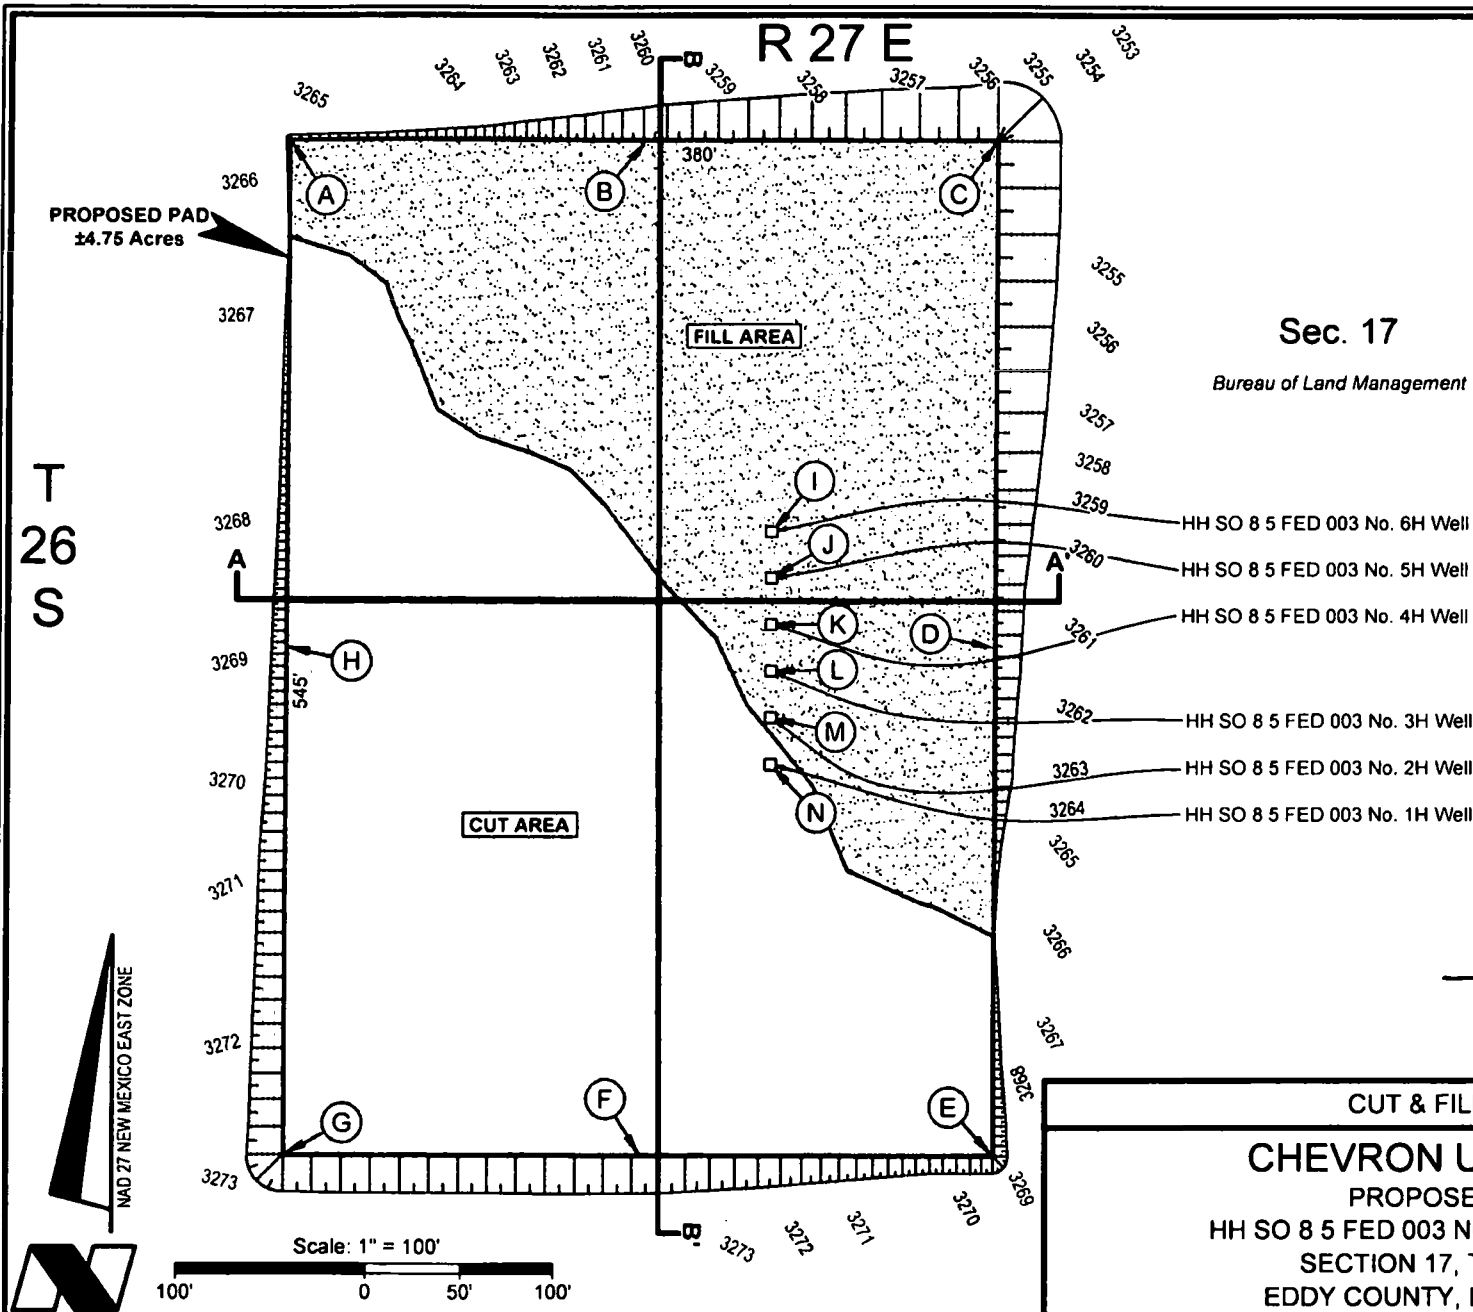 R 27 E
3265
3264
3263
3262
3261
3260
B
3259
3258
3257
3256
3255
3254
3253
3266
PROPOSED PAD
±4.75 Acres
A
B
380'
C
3267
FILL AREA
3255
3256
Sec. 17
Bureau of Land Management
3257
3258
3259
T
26
S
3268
I
HH SO 8 5 FED 003 No. 6H Well
J
3260
A
A'
HH SO 8 5 FED 003 No. 5H Well
K
D
3261
HH SO 8 5 FED 003 No. 4H Well
3269
H
545'
L
M
3262
HH SO 8 5 FED 003 No. 3H Well
3270
3263
HH SO 8 5 FED 003 No. 2H Well
N
3264
HH SO 8 5 FED 003 No. 1H Well
CUT AREA
3265
3271
3266
NAD 27 NEW MEXICO EAST ZONE
3267
3272
3268
G
F
E
3273
3269
3270
B'
3273
3272
3271
Scale: 1" = 100'
100'
0
50'
100'
CUT & FIL
CHEVRON U
PROPOSE
HH SO 8 5 FED 003 N
SECTION 17, T
EDDY COUNTY,